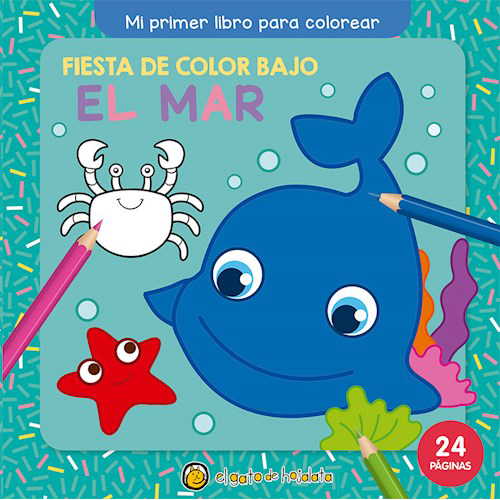 Mi primer libro para colorear
FIESTA DE COLOR BAJO
EL MAR
24
PÁGINAS
el gato de hojalata